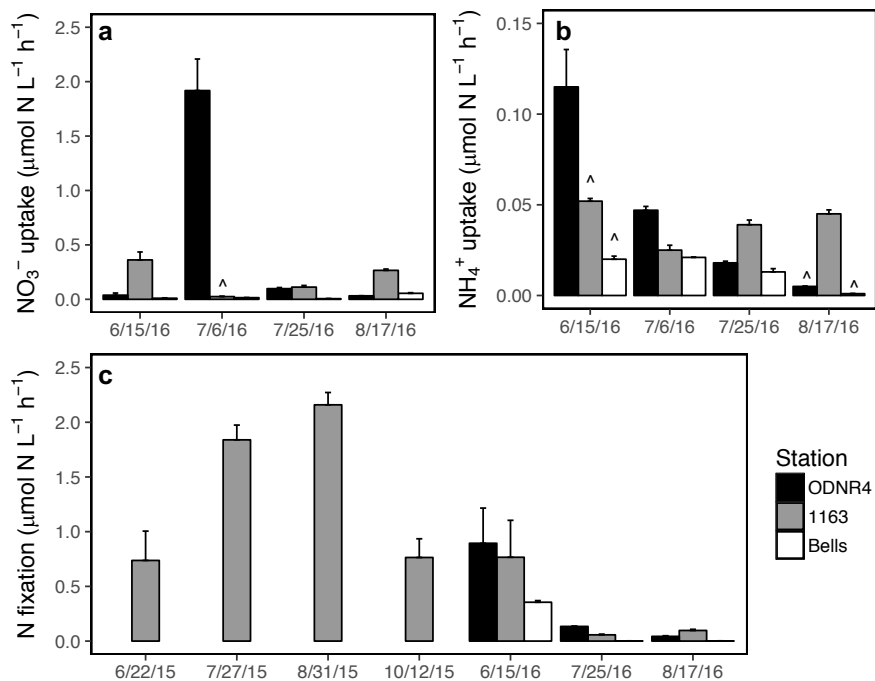 a
NO₃⁻ uptake (μmol N L⁻¹ h⁻¹)
2.5
2.0
1.5
1.0
0.5
0.0
^
6/15/16 7/6/16 7/25/16 8/17/16
b
NH₄⁺ uptake (μmol N L⁻¹ h⁻¹)
0.15
0.10
0.05
0.00
^ ^ ^ ^
6/15/16 7/6/16 7/25/16 8/17/16
c
N fixation (μmol N L⁻¹ h⁻¹)
2.5
2.0
1.5
1.0
0.5
0.0
6/22/15 7/27/15 8/31/15 10/12/15 6/15/16 7/25/16 8/17/16
Station
ODNR4
1163
Bells